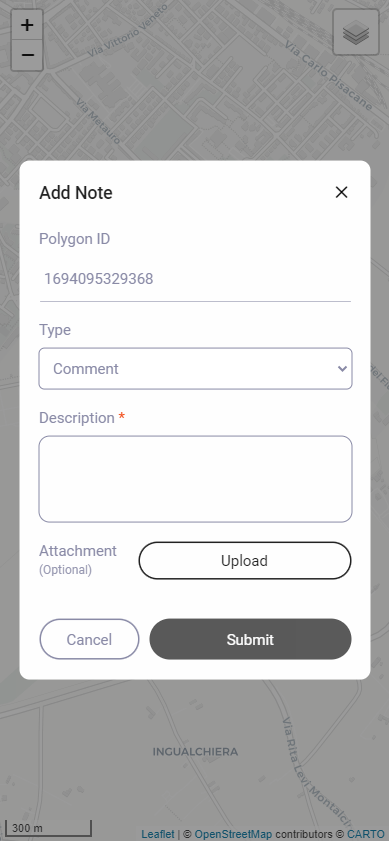 +
−
Via Vittorio Veneto
Via Carlo Pisacane
Via Metauro
Add Note
Polygon ID
1694095329368
Type
Comment
Description *
Attachment
(Optional)
Upload
Cancel
Submit
INGUALCHIERA
Via Rita Levi Montalci
300 m
Leaflet | © OpenStreetMap contributors © CARTO